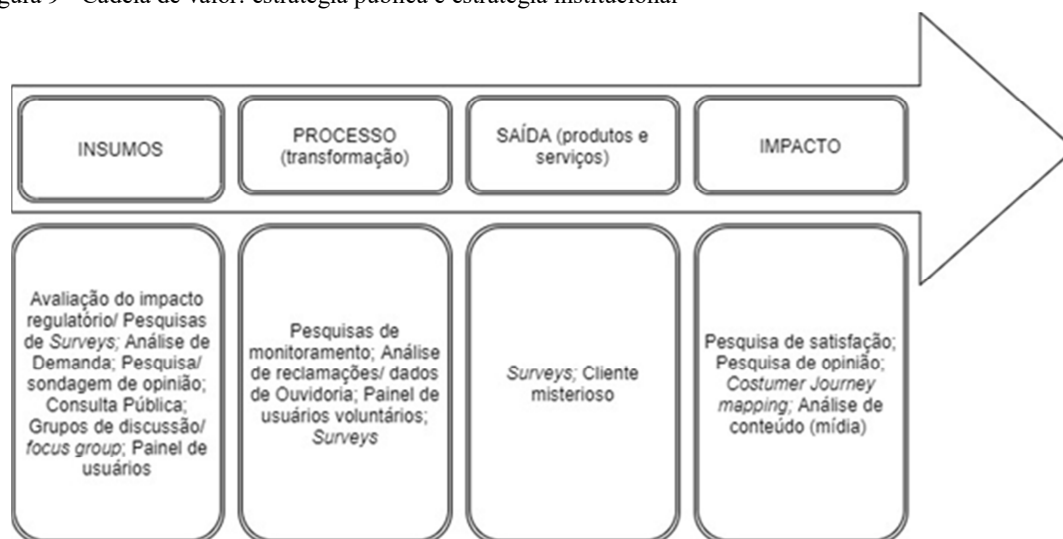 Cadeia de valor: estratégia pública e estratégia institucional
INSUMOS
PROCESSO
(transformação)
SAÍDA (produtos e
serviços)
IMPACTO
Avaliação do impacto
regulatório/ Pesquisas
de Surveys; Análise de
Demanda; Pesquisa/
sondagem de opinião;
Consulta Pública;
Grupos de discussão/
focus group; Painel de
usuários
Pesquisas de
monitoramento; Análise
de reclamações/ dados
de Ouvidoria; Painel de
usuários voluntários;
Surveys
Surveys; Cliente
misterioso
Pesquisa de satisfação;
Pesquisa de opinião;
Costumer Journey
mapping; Análise de
conteúdo (mídia)